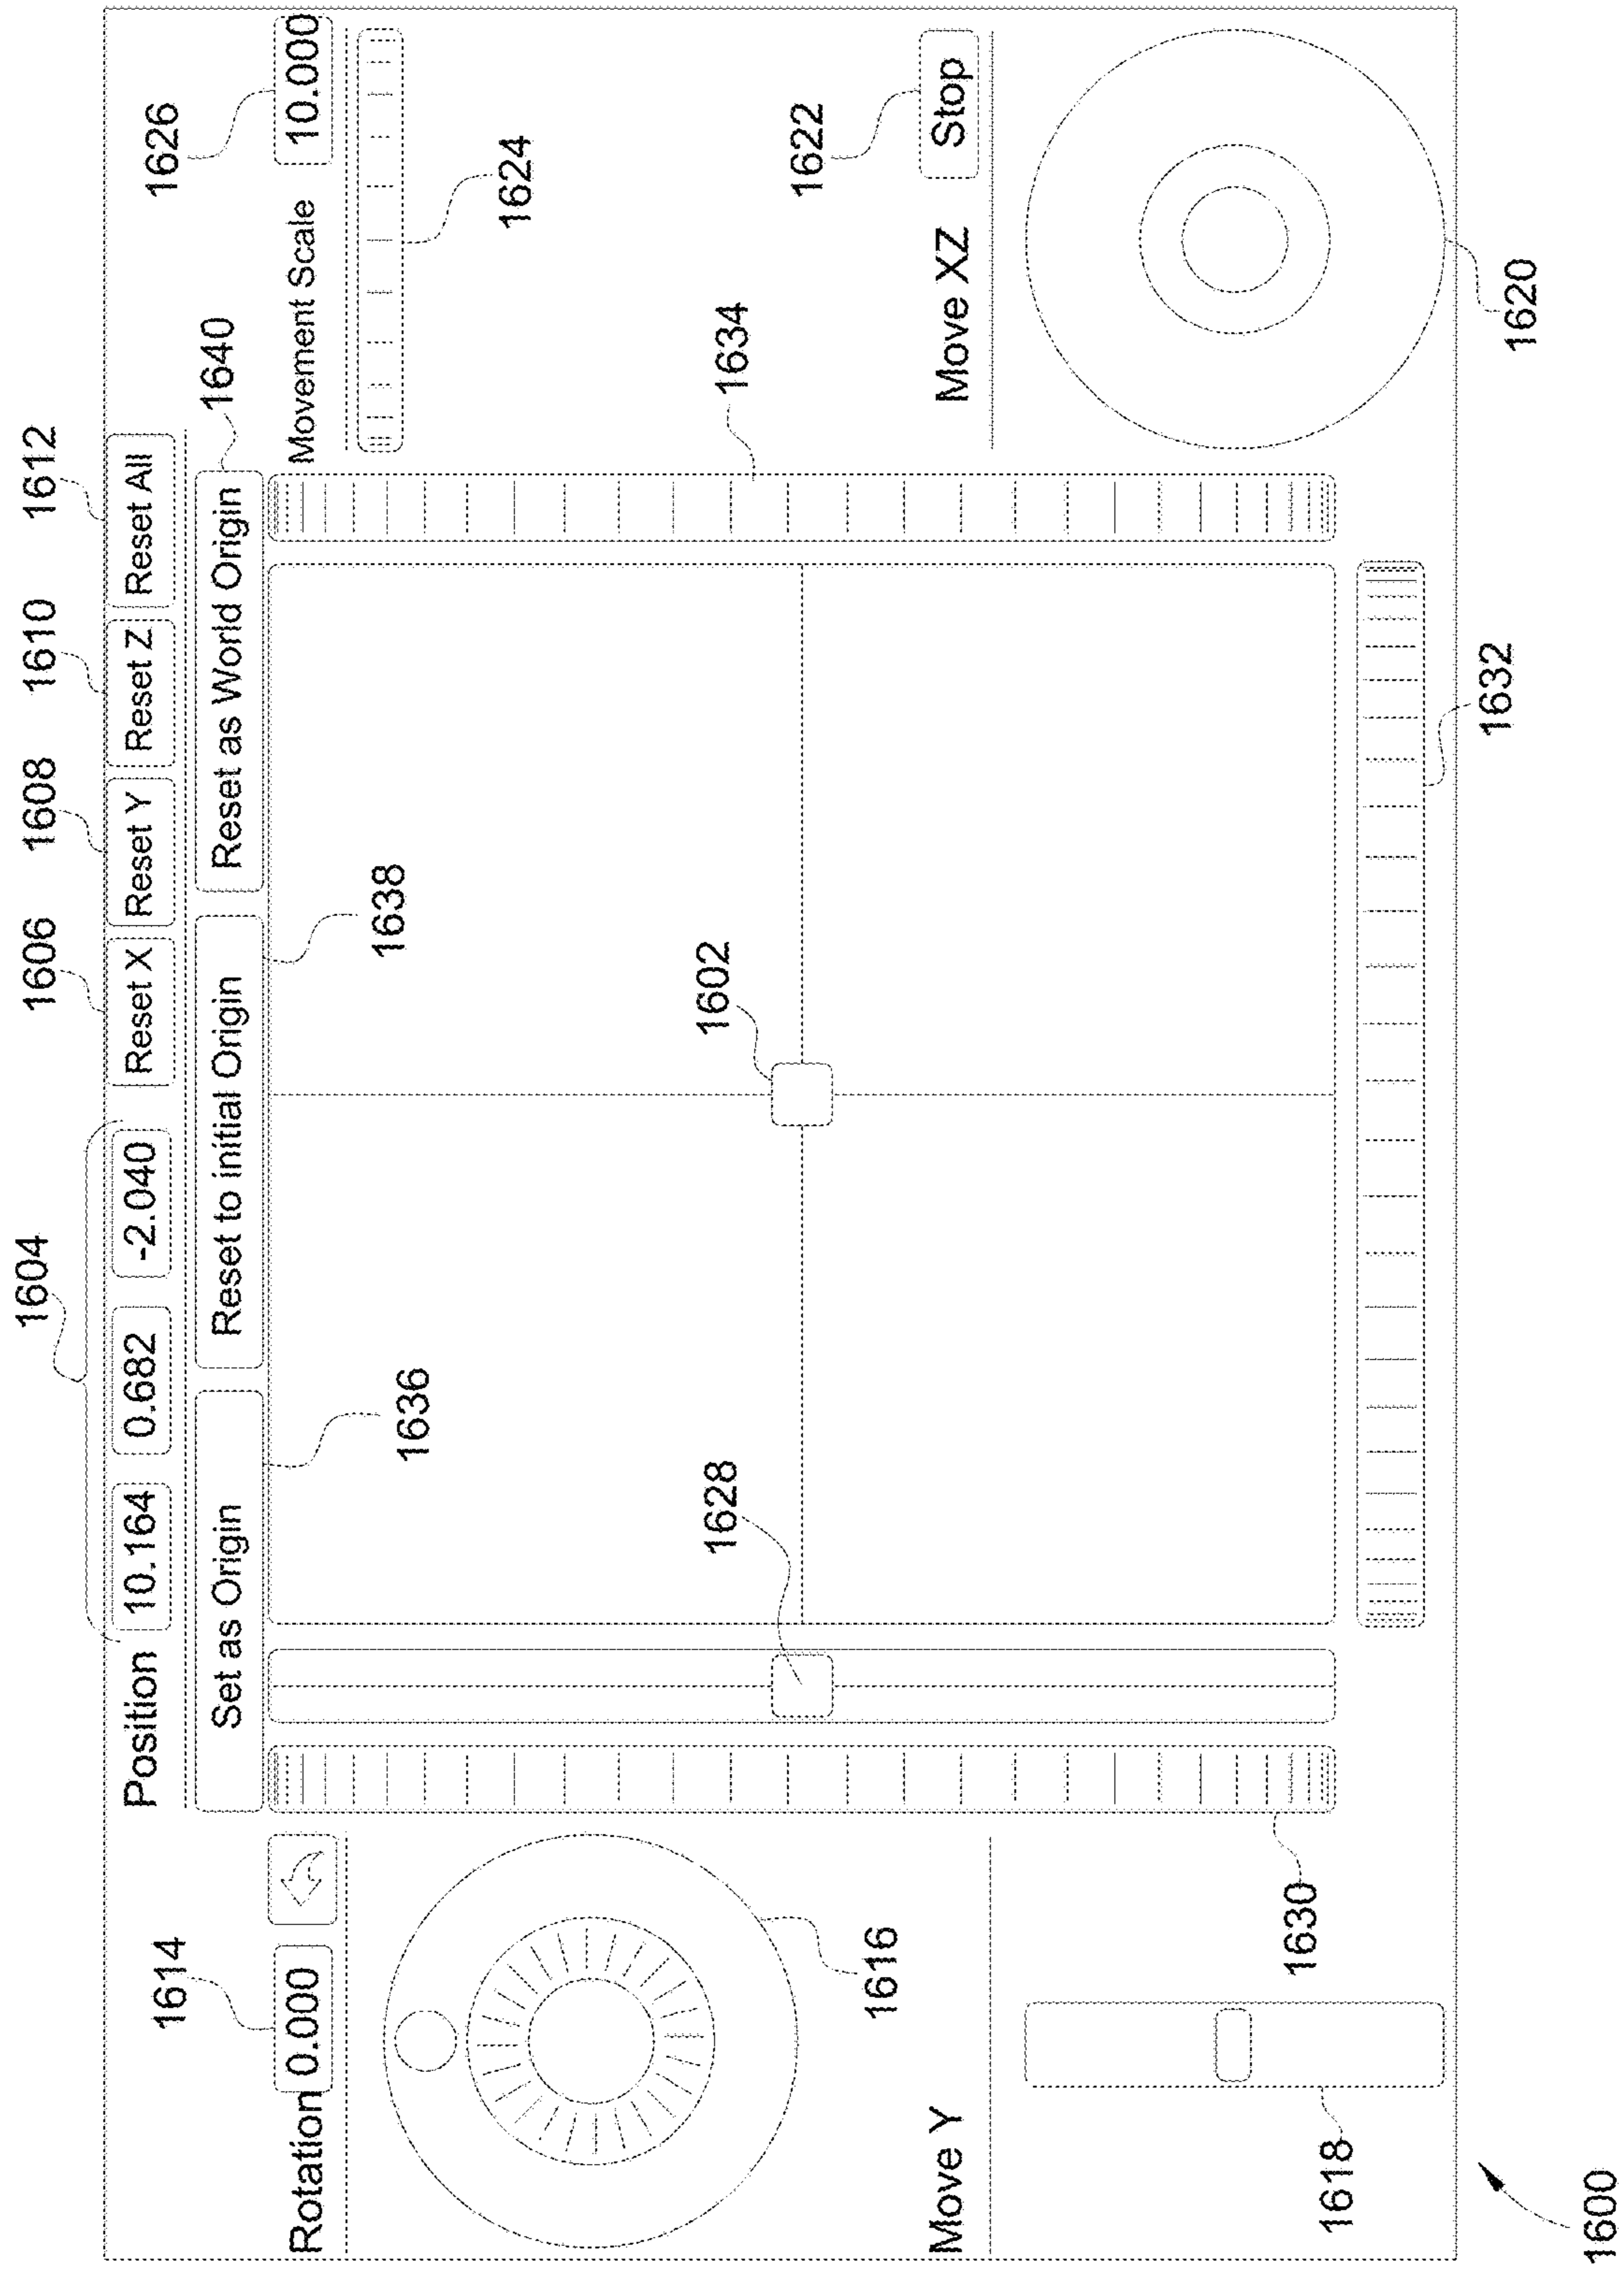 1604
1606
1608
1610
1612
Position
10.164
0.682
-2.040
Reset X
Reset Y
Reset Z
Reset All
1614
1626
Set as Origin
Reset to initial Origin
Reset as World Origin
1640
Rotation
0.000
Movement Scale
10.000
1636
1638
1624
1628
1602
1634
1616
1622
Move Y
Move XZ
Stop
1630
1618
1632
1620
1600